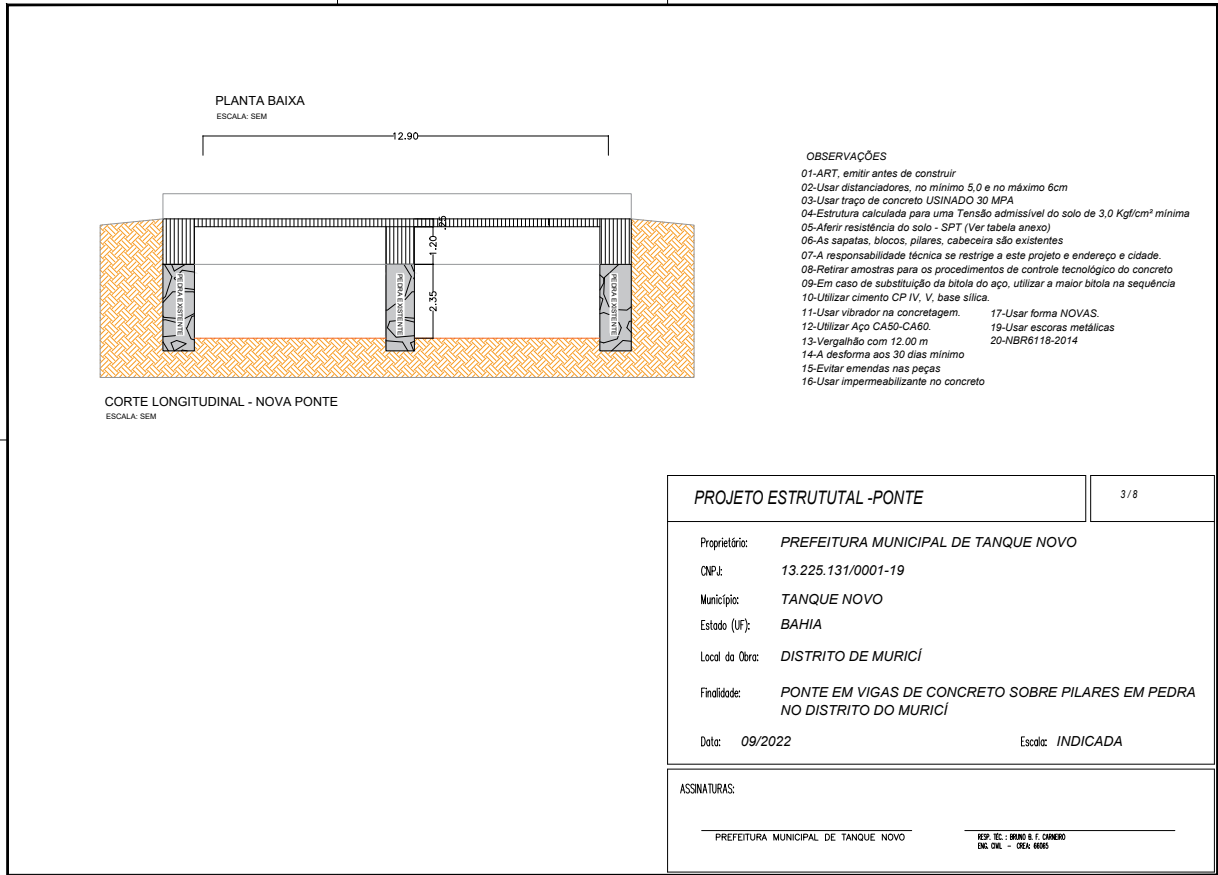 PLANTA BAIXA
ESCALA: SEM
12.90
.25
1.20
2.35
PEDRA EXISTENTE
PEDRA EXISTENTE
PEDRA EXISTENTE
CORTE LONGITUDINAL - NOVA PONTE
ESCALA: SEM
OBSERVAÇÕES
01-ART, emitir antes de construir
02-Usar distanciadores, no mínimo 5,0 e no máximo 6cm
03-Usar traço de concreto USINADO 30 MPA
04-Estrutura calculada para uma Tensão admissível do solo de 3,0 Kgf/cm² mínima
05-Aferir resistência do solo - SPT (Ver tabela anexo)
06-As sapatas, blocos, pilares, cabeceira são existentes
07-A responsabilidade técnica se restrige a este projeto e endereço e cidade.
08-Retirar amostras para os procedimentos de controle tecnológico do concreto
09-Em caso de substituição da bitola do aço, utilizar a maior bitola na sequência
10-Utilizar cimento CP IV, V, base sílica.
11-Usar vibrador na concretagem.
12-Utilizar Aço CA50-CA60.
13-Vergalhão com 12.00 m
14-A desforma aos 30 dias mínimo
15-Evitar emendas nas peças
16-Usar impermeabilizante no concreto
17-Usar forma NOVAS.
19-Usar escoras metálicas
20-NBR6118-2014
PROJETO ESTRUTUTAL -PONTE
3 / 8
Proprietário: PREFEITURA MUNICIPAL DE TANQUE NOVO
CNPJ: 13.225.131/0001-19
Município: TANQUE NOVO
Estado (UF): BAHIA
Local da Obra: DISTRITO DE MURICÍ
Finalidade: PONTE EM VIGAS DE CONCRETO SOBRE PILARES EM PEDRA
NO DISTRITO DO MURICÍ
Data: 09/2022 Escala: INDICADA
ASSINATURAS:
PREFEITURA MUNICIPAL DE TANQUE NOVO
RESP. TÉC. : BRUNO B. F. CARNEIRO
ENG. CIVIL - CREA: 66065